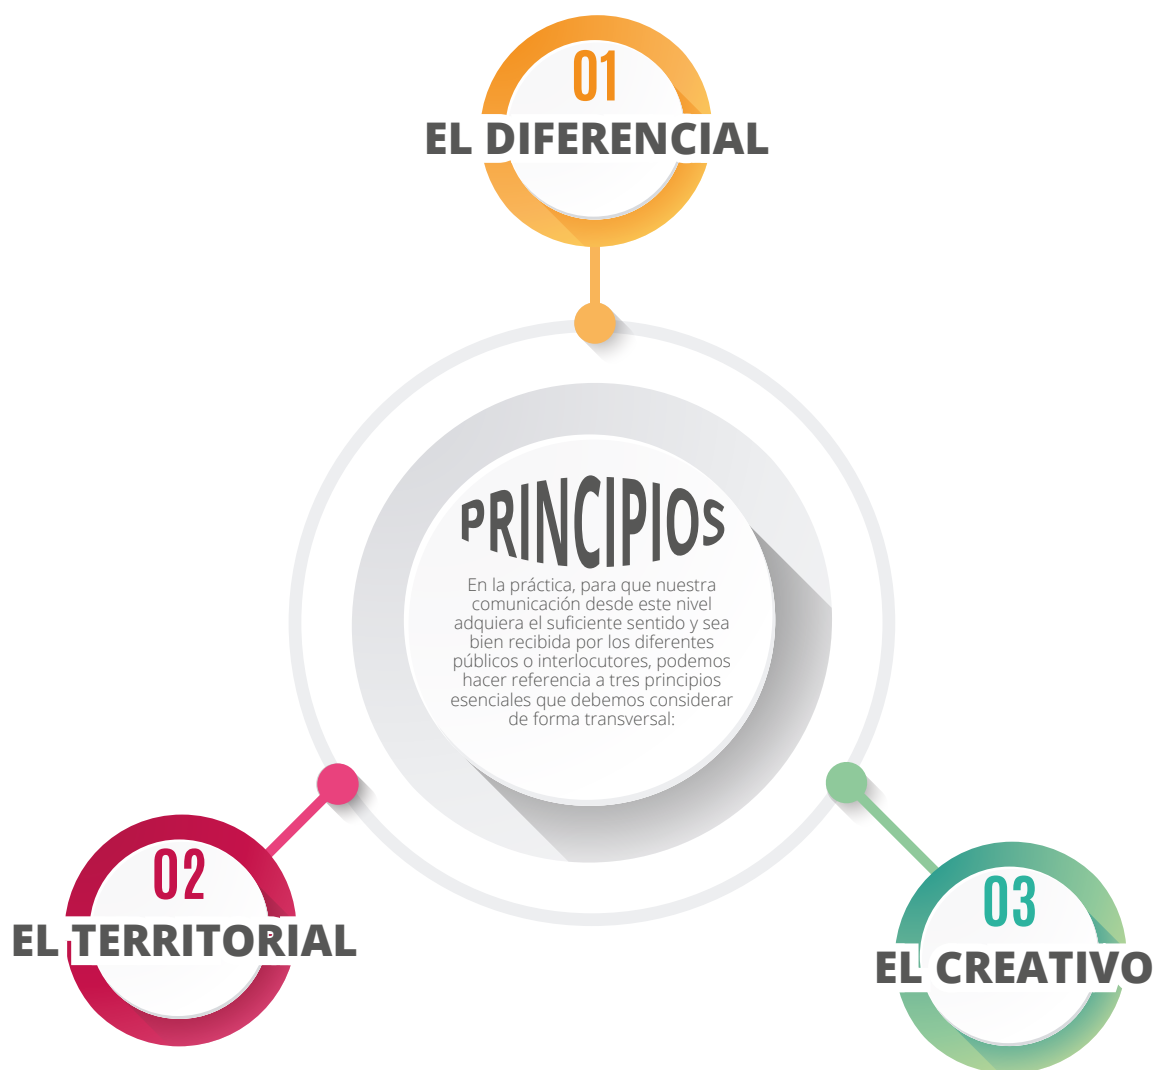 01
EL DIFERENCIAL
PRINCIPIOS
En la práctica, para que nuestra
comunicación desde este nivel
adquiera el suficiente sentido y sea
bien recibida por los diferentes
públicos o interlocutores, podemos
hacer referencia a tres principios
esenciales que debemos considerar
de forma transversal:
02
EL TERRITORIAL
03
EL CREATIVO